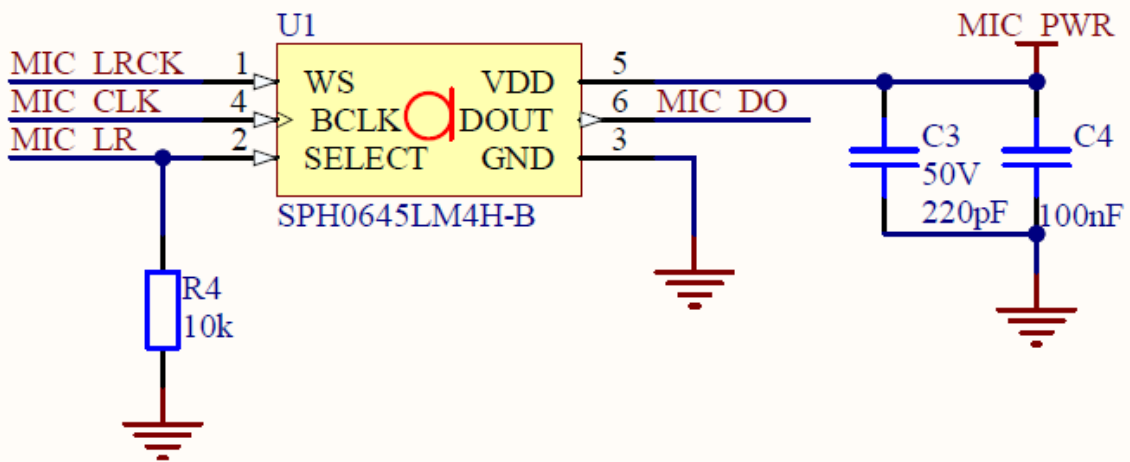 U1
MIC_PWR
MIC_LRCK 1 WS VDD 5
MIC_CLK 4 BCLK DOUT 6 MIC_DO
MIC_LR 2 SELECT GND 3
SPH0645LM4H-B
C3
50V
220pF
C4
100nF
R4
10k